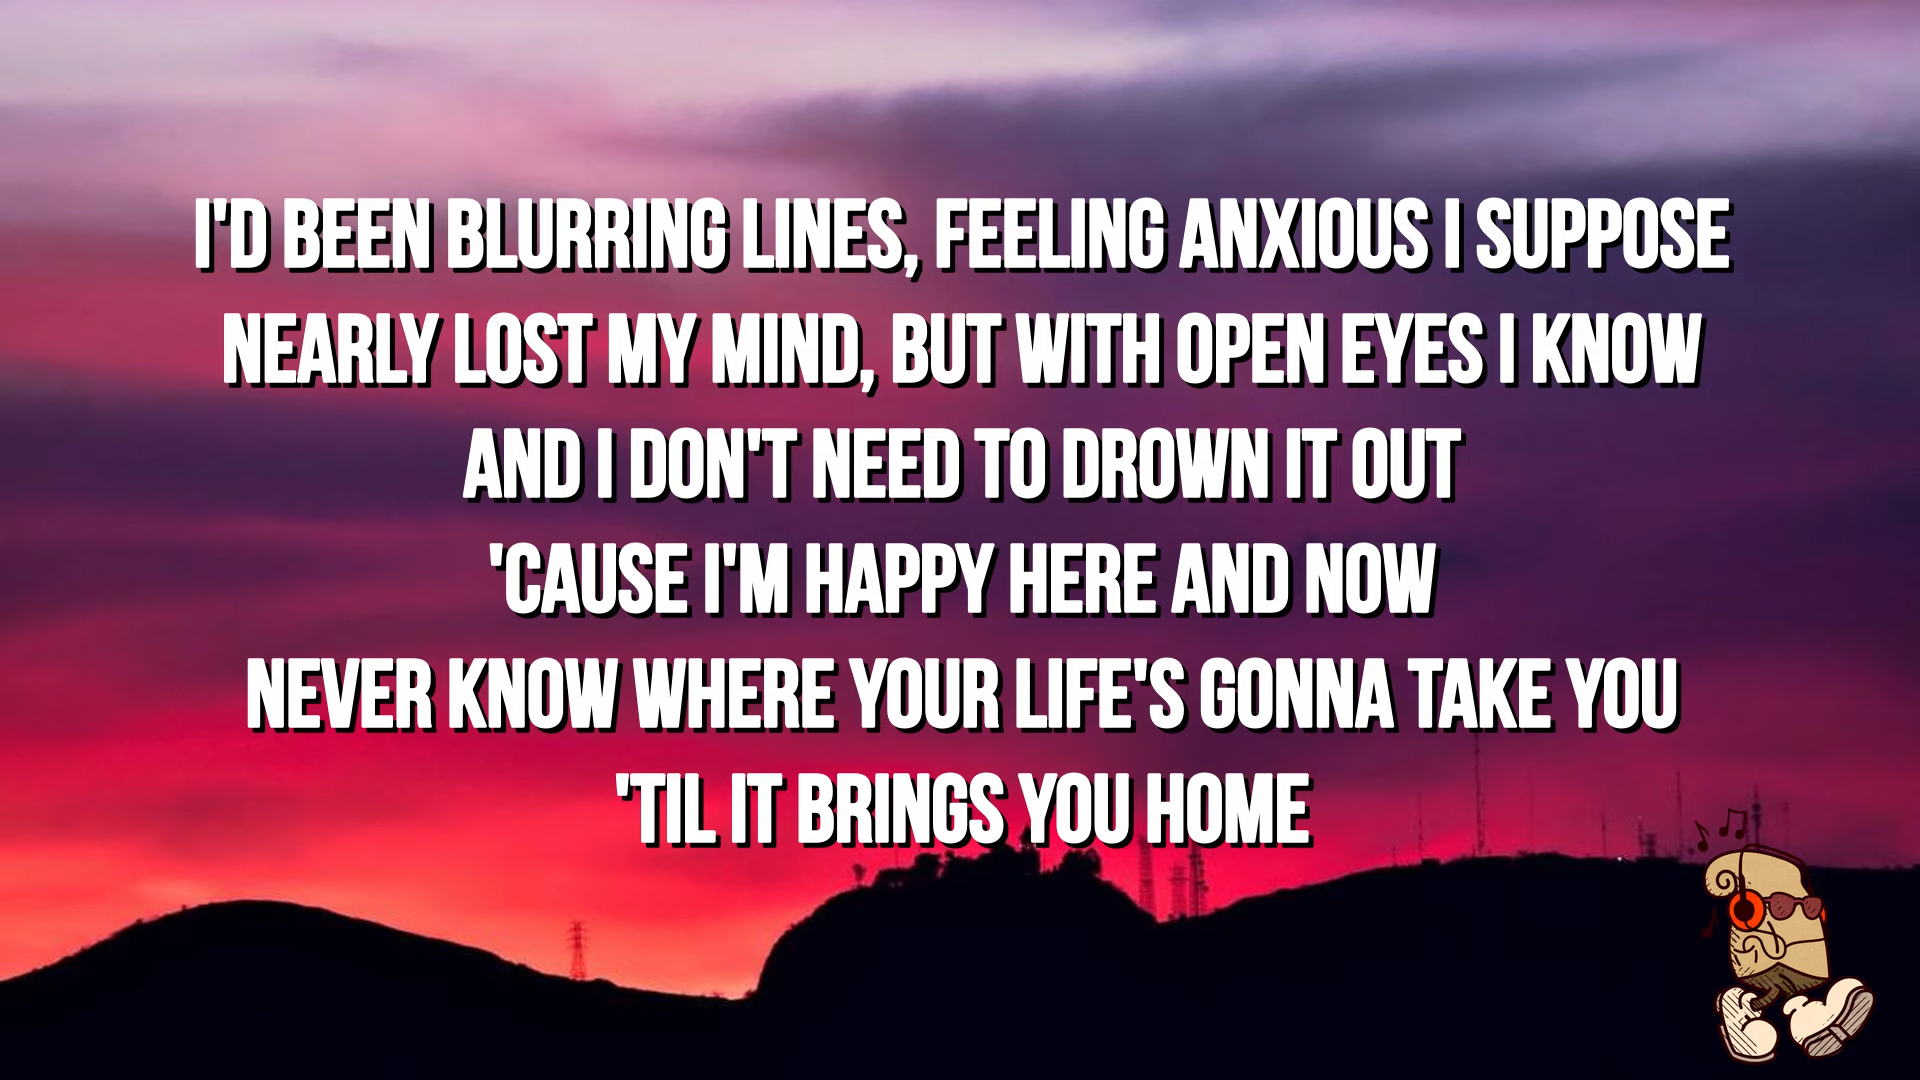 I'D BEEN BLURRING LINES, FEELING ANXIOUS I SUPPOSE
NEARLY LOST MY MIND, BUT WITH OPEN EYES I KNOW
AND I DON'T NEED TO DROWN IT OUT
'CAUSE I'M HAPPY HERE AND NOW
NEVER KNOW WHERE YOUR LIFE'S GONNA TAKE YOU
'TIL IT BRINGS YOU HOME